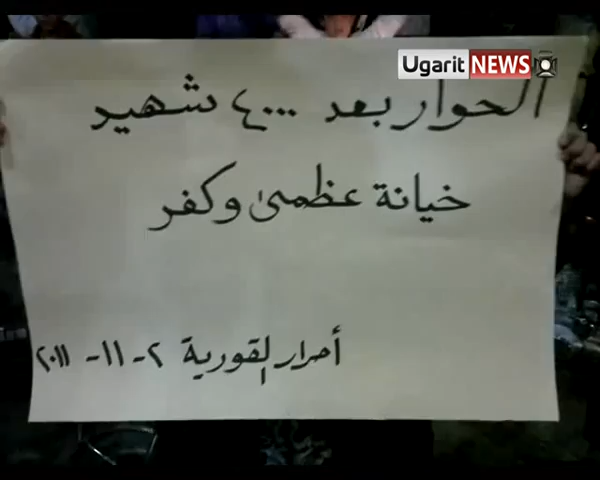 Ugarit NEWS
الحوار بعد ٤٠٠٠ شهيد
خيانة عظمىٰ وكفر
أحرار القورية ٢-١١-٢٠١١